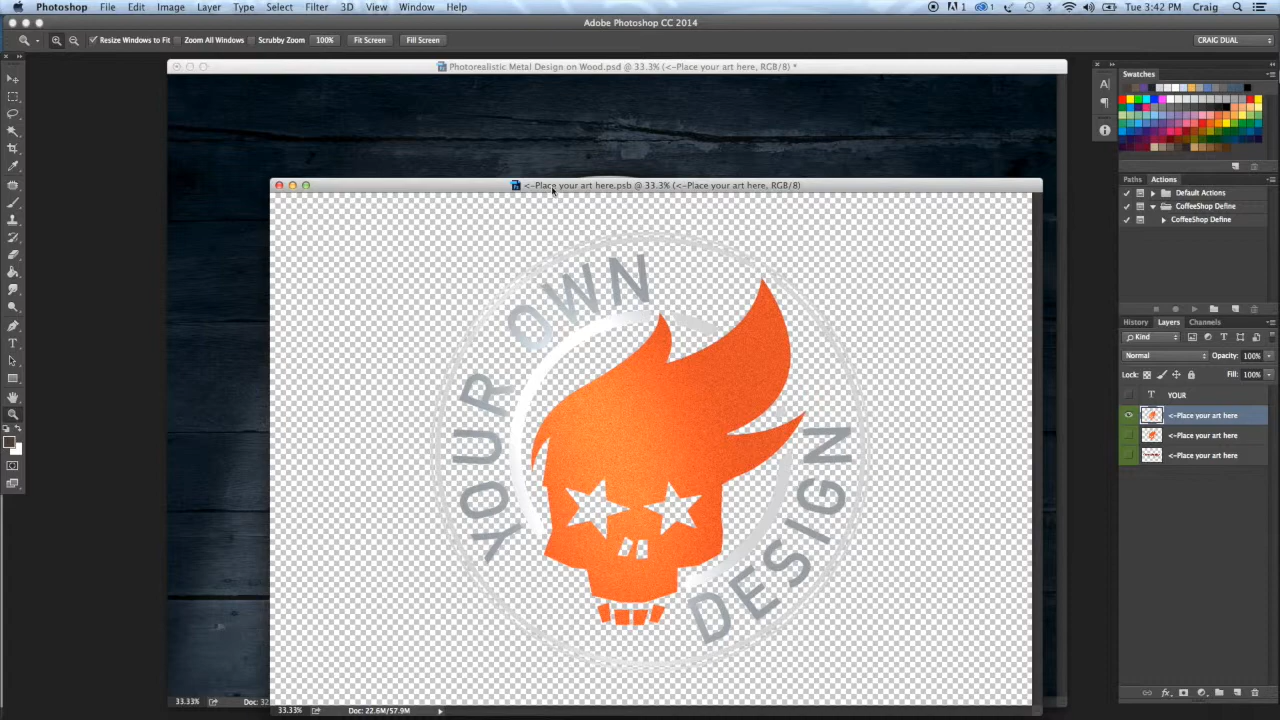 Photoshop File Edit Image Layer Type Select Filter 3D View Window Help 1 1 Tue 3:42 PM Craig
Adobe Photoshop CC 2014
Resize Windows to Fit Zoom All Windows Scrubby Zoom 100% Fit Screen Fill Screen CRAIG DUAL
Photorealistic Metal Design on Wood.psd @ 33.3% (<-Place your art here, RGB/8) *
Swatches
<-Place your art here.psb @ 33.3% (<-Place your art here, RGB/8)
Paths Actions
Default Actions
CoffeeShop Define
CoffeeShop Define
YOUR OWN
DESIGN
History Layers Channels
Kind
Normal Opacity: 100%
Lock: Fill: 100%
T YOUR
<-Place your art here
<-Place your art here
<-Place your art here
33.33% Doc: 32
33.33% Doc: 22.6M/57.9M